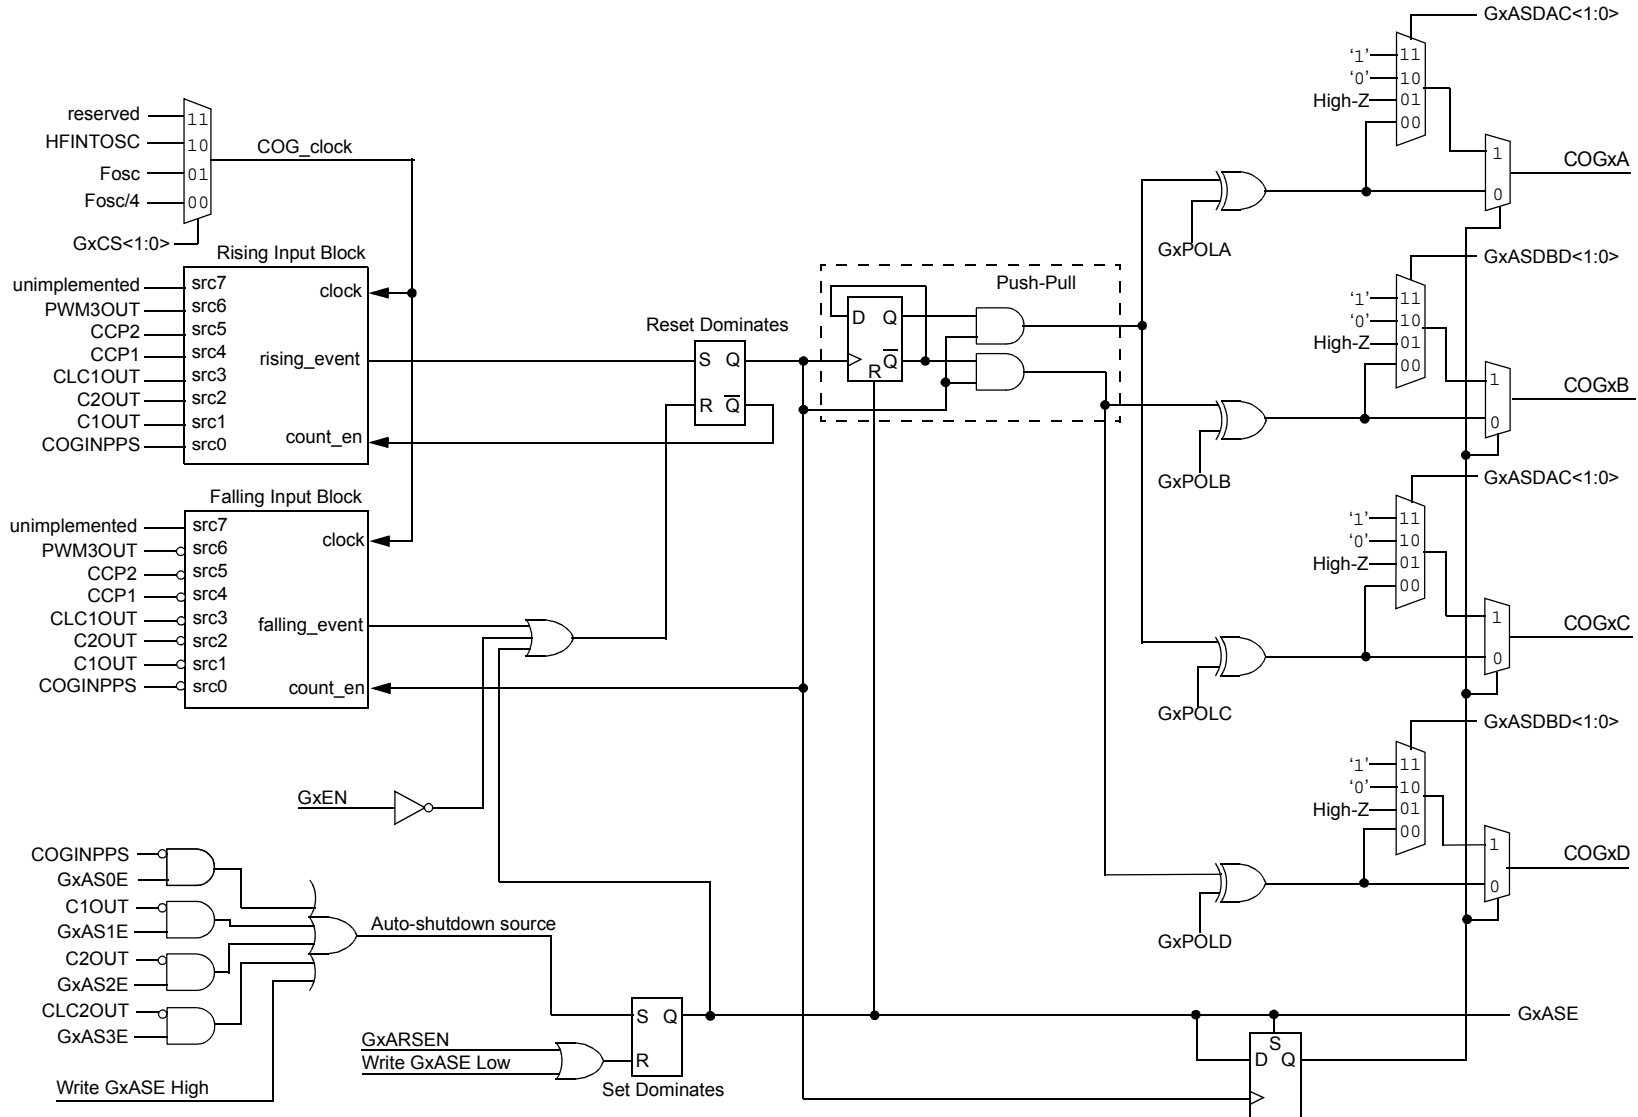 GxASDAC<1:0>
‘1’ 11
‘0’ 10
High-Z 01
00
1
0
COGxA
GxPOLA
reserved 11
HFINTOSC 10
Fosc 01
Fosc/4 00
GxCS<1:0>
COG_clock
Rising Input Block
unimplemented src7
PWM3OUT src6
CCP2 src5
CCP1 src4
CLC1OUT src3
C2OUT src2
C1OUT src1
COGINPPS src0
clock
rising_event
count_en
Reset Dominates
S Q
R Q
Push-Pull
D Q
R Q
GxASDBD<1:0>
‘1’ 11
‘0’ 10
High-Z 01
00
1
0
COGxB
GxPOLB
Falling Input Block
unimplemented src7
PWM3OUT src6
CCP2 src5
CCP1 src4
CLC1OUT src3
C2OUT src2
C1OUT src1
COGINPPS src0
clock
falling_event
count_en
GxASDAC<1:0>
‘1’ 11
‘0’ 10
High-Z 01
00
1
0
COGxC
GxPOLC
GxEN
GxASDBD<1:0>
‘1’ 11
‘0’ 10
High-Z 01
00
1
0
COGxD
GxPOLD
COGINPPS
GxAS0E
C1OUT
GxAS1E
C2OUT
GxAS2E
CLC2OUT
GxAS3E
Write GxASE High
Auto-shutdown source
GxARSEN
Write GxASE Low
S Q
R
Set Dominates
GxASE
S
D Q